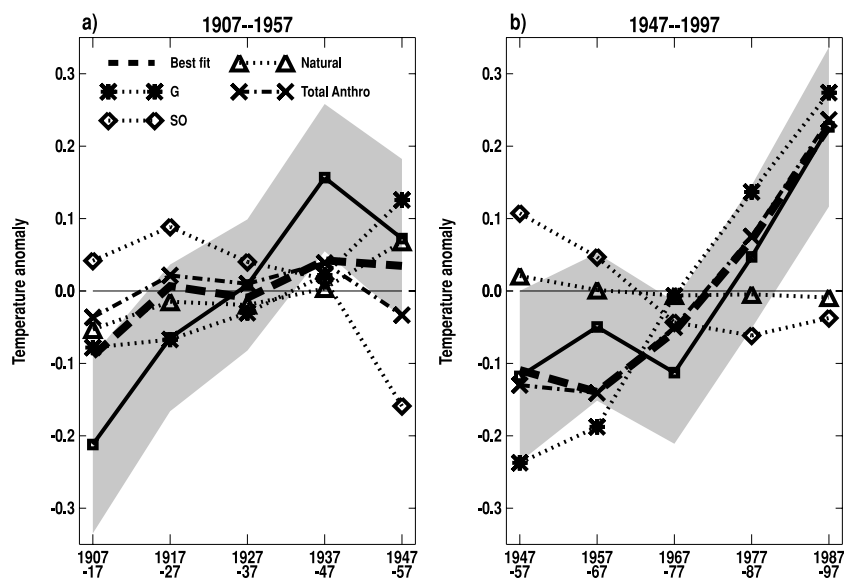 a) 1907--1957
Best fit
Natural
G
Total Anthro
SO
Temperature anomaly
0.3
0.2
0.1
0.0
-0.1
-0.2
-0.3
1907 1917 1927 1937 1947
-17 -27 -37 -47 -57
b) 1947--1997
Temperature anomaly
0.3
0.2
0.1
0.0
-0.1
-0.2
-0.3
1947 1957 1967 1977 1987
-57 -67 -77 -87 -97